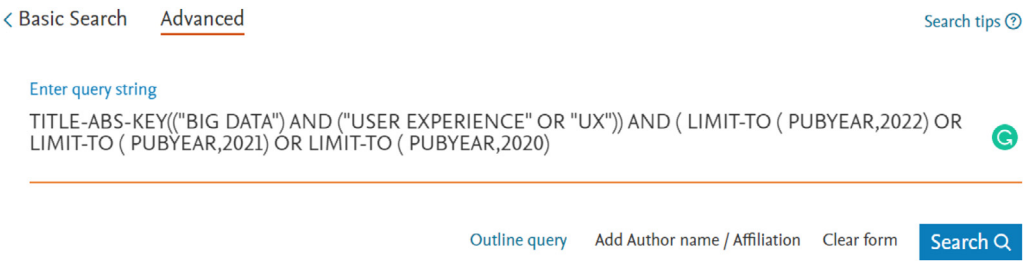 < Basic Search Advanced Search tips ?
Enter query string
TITLE-ABS-KEY(("BIG DATA") AND ("USER EXPERIENCE" OR "UX")) AND ( LIMIT-TO ( PUBYEAR,2022) OR
LIMIT-TO ( PUBYEAR,2021) OR LIMIT-TO ( PUBYEAR,2020)
Outline query Add Author name / Affiliation Clear form Search